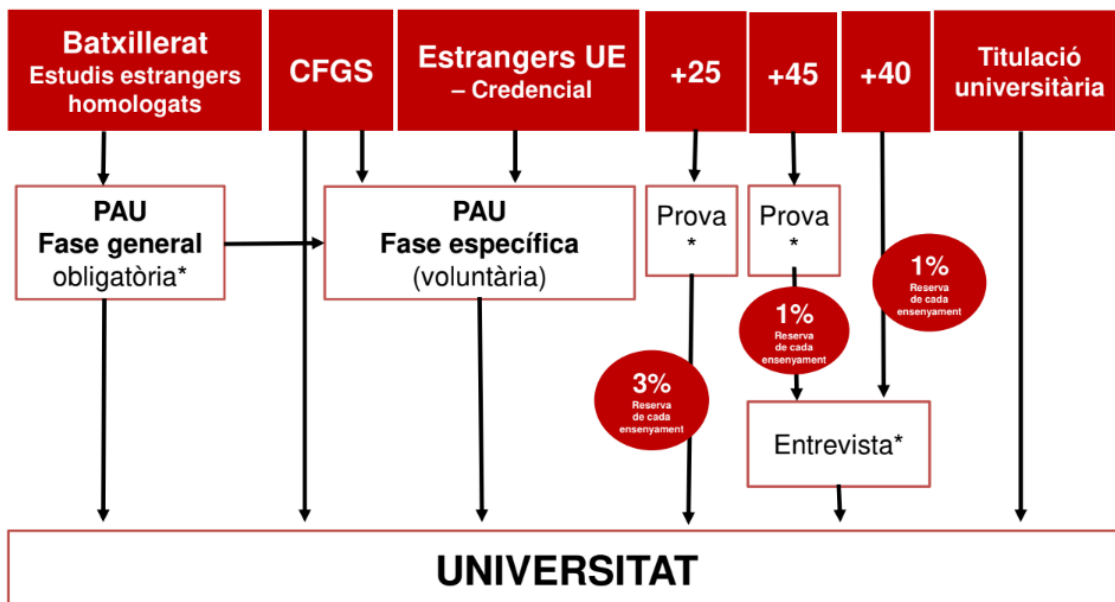 Batxillerat
Estudis estrangers
homologats
CFGS
Estrangers UE
– Credencial
+25
+45
+40
Titulació
universitària
PAU
Fase general
obligatòria*
PAU
Fase específica
(voluntària)
Prova
*
Prova
*
1%
Reserva
de cada
ensenyament
1%
Reserva
de cada
ensenyament
3%
Reserva
de cada
ensenyament
Entrevista*
UNIVERSITAT